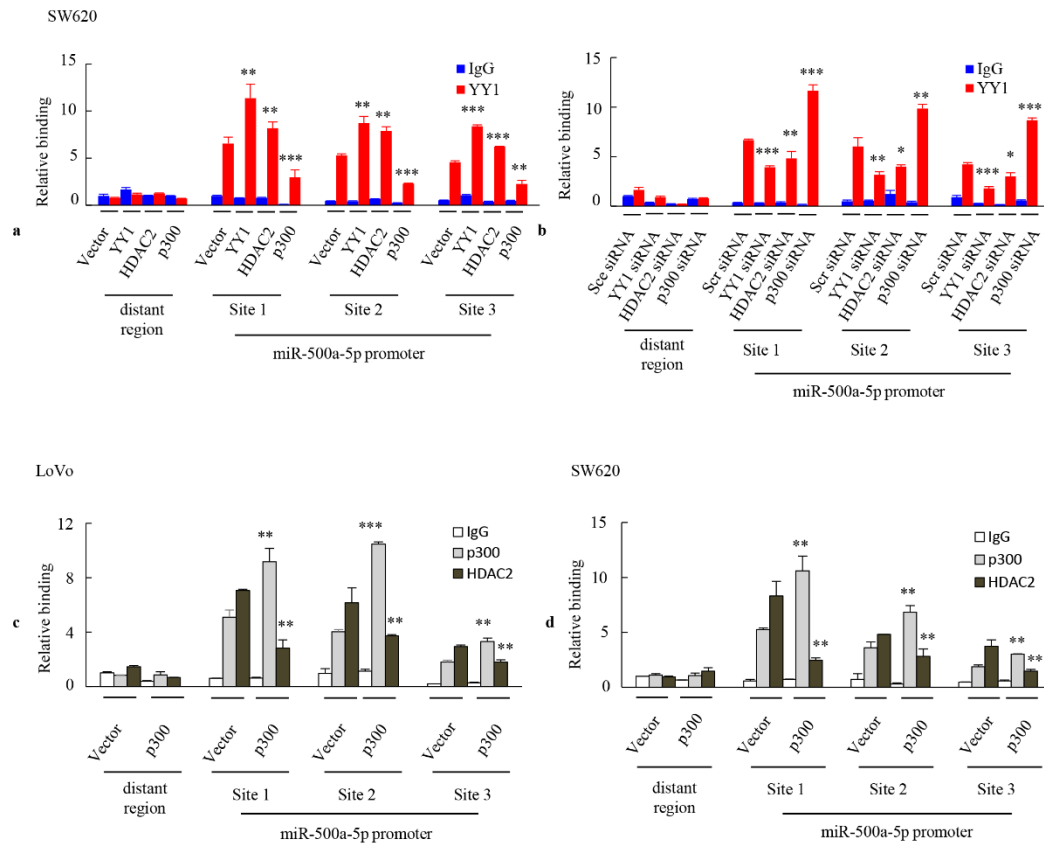 SW620
15
10
5
0
Relative binding
IgG
YY1
**
**
***
**
**
***
***
***
**
a
Vector
YY1
HDAC2
p300
Vector
YY1
HDAC2
p300
Vector
YY1
HDAC2
p300
Vector
YY1
HDAC2
p300
distant
region
Site 1
Site 2
Site 3
miR-500a-5p promoter
15
10
5
0
Relative binding
IgG
YY1
***
**
***
**
*
**
***
*
***
b
Sce siRNA
YY1 siRNA
HDAC2 siRNA
p300 siRNA
Scr siRNA
YY1 siRNA
HDAC2 siRNA
p300 siRNA
Scr siRNA
YY1 siRNA
HDAC2 siRNA
p300 siRNA
Scr siRNA
YY1 siRNA
HDAC2 siRNA
p300 siRNA
distant
region
Site 1
Site 2
Site 3
miR-500a-5p promoter
LoVo
12
8
4
0
Relative binding
IgG
p300
HDAC2
**
**
***
**
**
**
c
Vector
p300
Vector
p300
Vector
p300
Vector
p300
distant
region
Site 1
Site 2
Site 3
miR-500a-5p promoter
SW620
15
10
5
0
Relative binding
IgG
p300
HDAC2
**
**
**
**
**
**
d
Vector
p300
Vector
p300
Vector
p300
Vector
p300
distant
region
Site 1
Site 2
Site 3
miR-500a-5p promoter